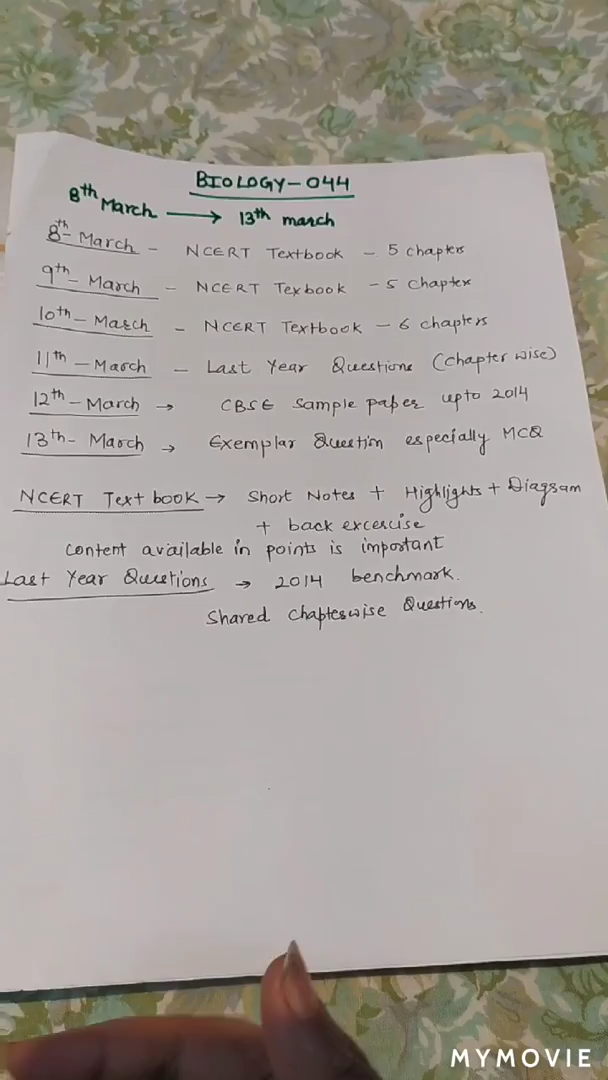 BIOLOGY-044
8th March → 13th march
8th March - NCERT Textbook - 5 chapters
9th - March - NCERT Texbook - 5 Chapter
10th - March - NCERT Textbook - 6 chapters
11th - March - Last Year Questions (Chapter wise)
12th - March → CBSE Sample paper upto 2014
13th - March → Exemplar Question especially MCQ
NCERT Text book → Short Notes + Highlights + Diagram
+ back excercise
content available in points is important
Last Year Questions → 2014 benchmark.
Shared Chapterswise Questions.
MYMOVIE